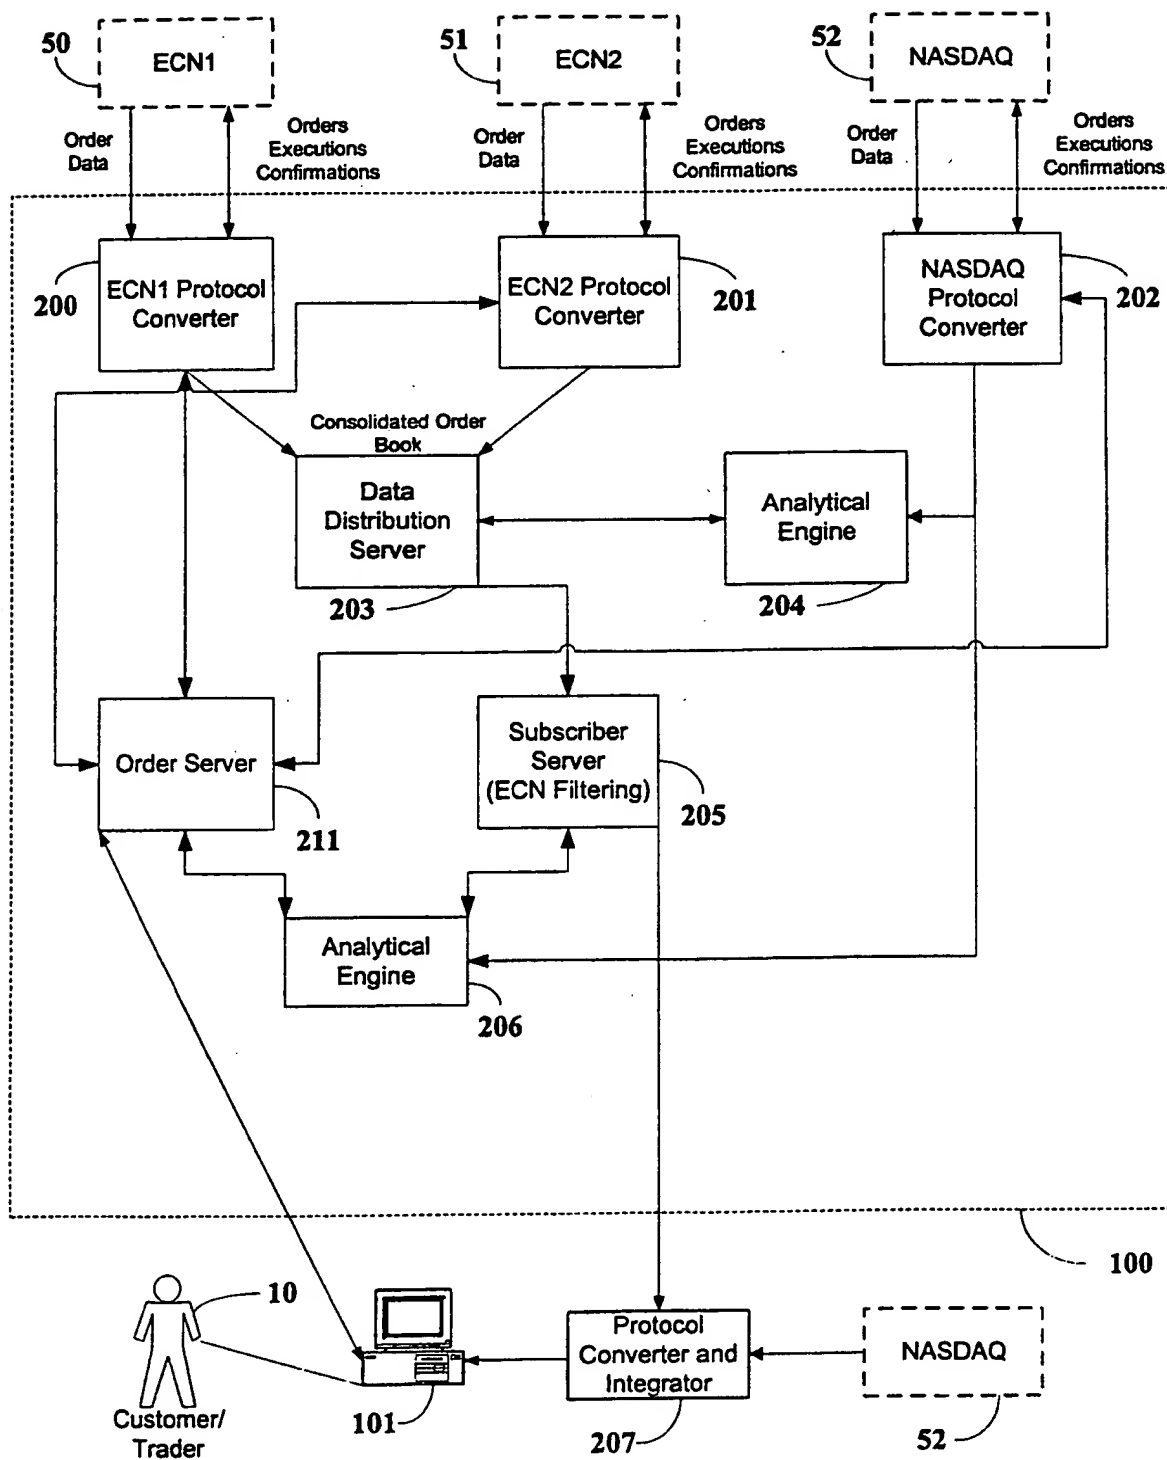 50
ECN1
51
ECN2
52
NASDAQ
Order
Data
Orders
Executions
Confirmations
Order
Data
Orders
Executions
Confirmations
Order
Data
Orders
Executions
Confirmations
200
ECN1 Protocol
Converter
ECN2 Protocol
Converter
201
NASDAQ
Protocol
Converter
202
Consolidated Order
Book
Data
Distribution
Server
203
Analytical
Engine
204
Order Server
211
Subscriber
Server
(ECN Filtering)
205
Analytical
Engine
206
100
10
Customer/
Trader
101
Protocol
Converter and
Integrator
207
NASDAQ
52